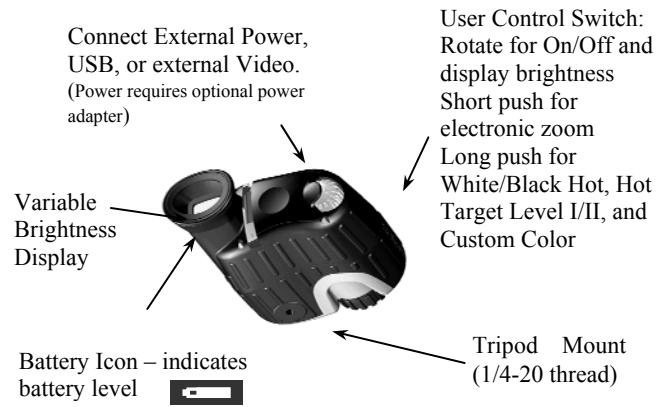 Connect External Power,
USB, or external Video.
(Power requires optional power
adapter)
User Control Switch:
Rotate for On/Off and
display brightness
Short push for
electronic zoom
Long push for
White/Black Hot, Hot
Target Level I/II, and
Custom Color
Variable
Brightness
Display
Battery Icon – indicates
battery level
Tripod Mount
(1/4-20 thread)